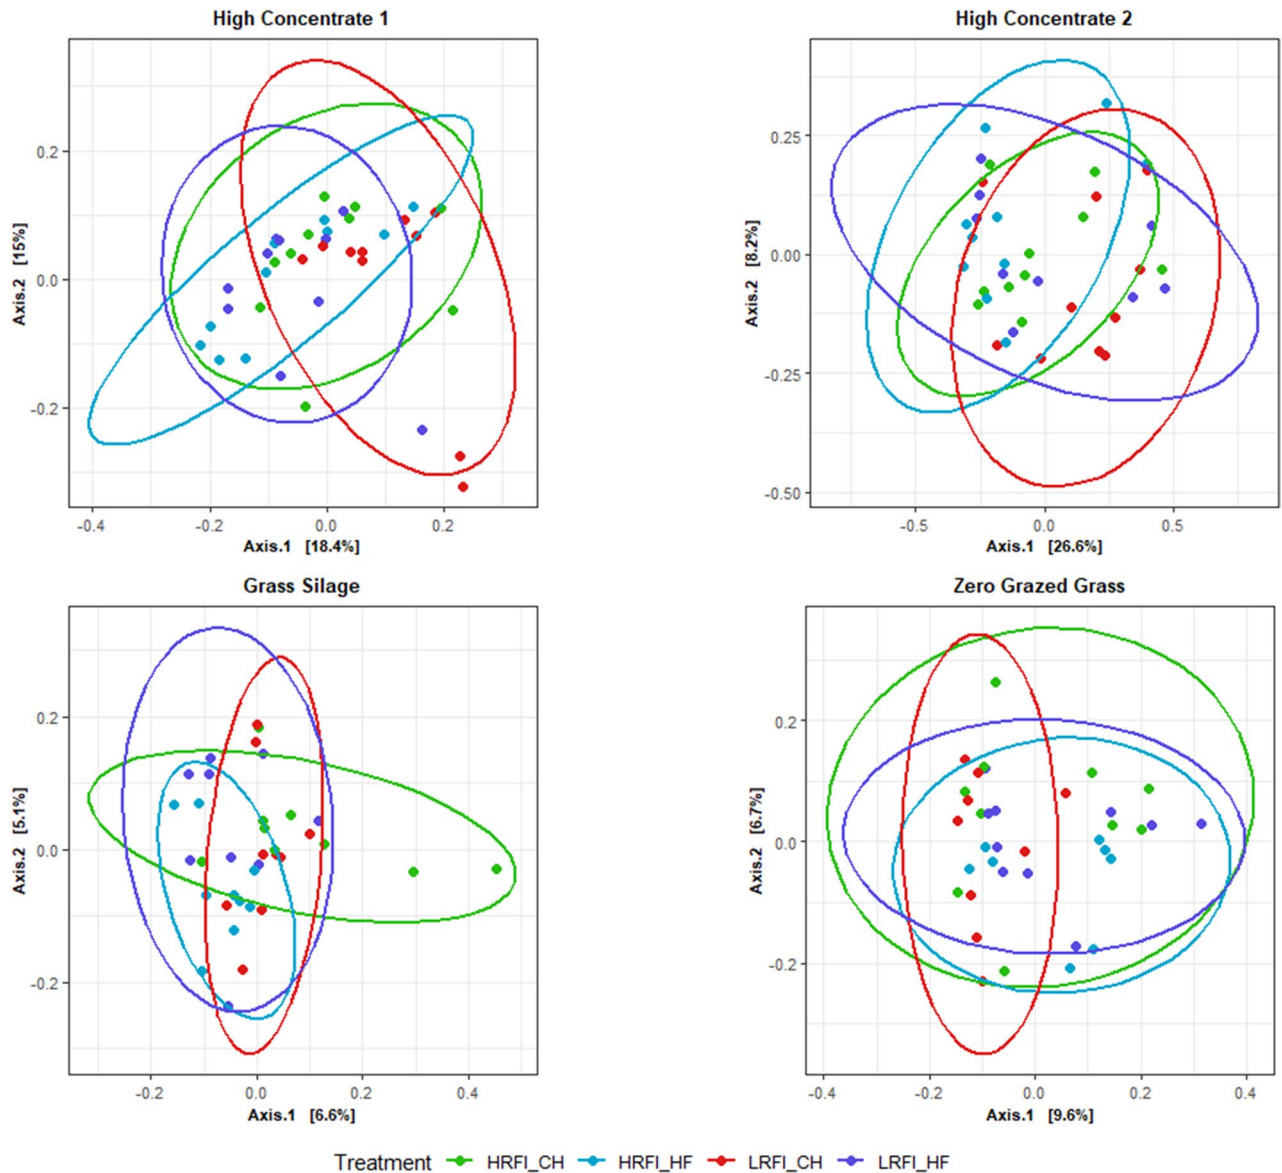 High Concentrate 1
High Concentrate 2
Axis.2 [15%]
0.2
0.0
-0.2
-0.4 -0.2 0.0 0.2
Axis.1 [18.4%]
Axis.2 [8.2%]
0.25
0.00
-0.25
-0.50
-0.5 0.0 0.5
Axis.1 [26.6%]
Grass Silage
Zero Grazed Grass
Axis.2 [5.1%]
0.2
0.0
-0.2
-0.2 0.0 0.2 0.4
Axis.1 [6.6%]
Axis.2 [6.7%]
0.2
0.0
-0.2
-0.4 -0.2 0.0 0.2 0.4
Axis.1 [9.6%]
Treatment HRFI_CH HRFI_HF LRFI_CH LRFI_HF